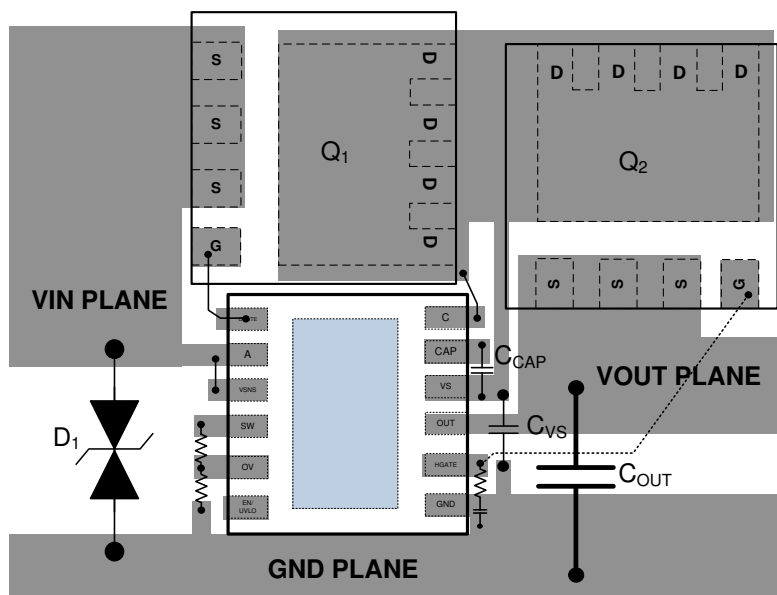 S
S
S
G
Q1
D
D
D
D
D D D D
Q2
S S S G
VIN PLANE
A
VSNS
SW
OV
EN/
UVLO
C
CAP
VS
OUT
HGATE
GND
CCAP
CVS
VOUT PLANE
COUT
D1
GND PLANE